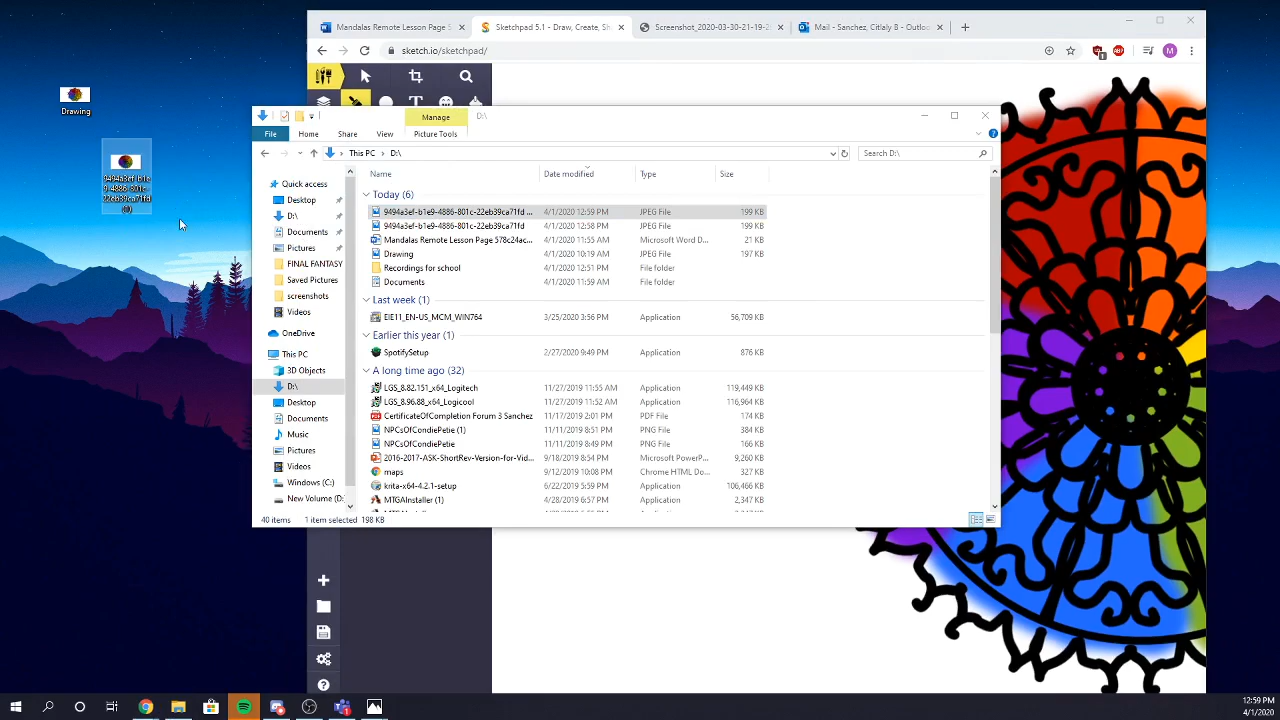 Mandalas Remote Lesson Page 5
Sketchpad 5.1 - Draw, Create, Sh
Screenshot_2020-03-30-21-19-2
Mail - Sanchez, Citlaly B - Outloo
sketch.io/sketchpad/
M
Drawing
9494a3ef-b1e
9-4886-801c-
22eb39ca71fd
Manage
D:\
File
Home
Share
View
Picture Tools
This PC
D:\
Search D:\
Name
Date modified
Type
Size
Today (6)
9494a3ef-b1e9-4886-801c-22eb39ca71fd ... 4/1/2020 12:59 PM JPEG File 199 KB
9494a3ef-b1e9-4886-801c-22eb39ca71fd 4/1/2020 12:58 PM JPEG File 199 KB
Mandalas Remote Lesson Page 578c24ac... 4/1/2020 11:55 AM Microsoft Word D... 21 KB
Drawing 4/1/2020 10:19 AM JPEG File 197 KB
Recordings for school 4/1/2020 12:51 PM File folder
Documents 4/1/2020 11:59 AM File folder
Last week (1)
EIE11_EN-US_MCM_WIN764 3/25/2020 3:56 PM Application 56,709 KB
Earlier this year (1)
SpotifySetup 2/27/2020 9:49 PM Application 876 KB
A long time ago (32)
LGS_8.82.151_x64_Logitech 11/27/2019 11:55 AM Application 119,449 KB
LGS_8.96.88_x64_Logicool 11/27/2019 11:52 AM Application 116,964 KB
CertificateOfCompletion Forum 3 Sanchez 11/17/2019 2:01 PM PDF File 174 KB
NPCsOfCondiePetie (1) 11/11/2019 8:51 PM PNG File 384 KB
NPCsOfCondiePetie 11/11/2019 8:49 PM PNG File 166 KB
2016-2017-ASK-ShortRev-Version-for-Vid... 9/18/2019 8:54 PM Microsoft PowerP... 9,260 KB
maps 9/12/2019 10:08 PM Chrome HTML Do... 327 KB
krita-x64-4.2.1-setup 6/22/2019 5:59 PM Application 106,466 KB
MTGAInstaller (1) 4/28/2019 6:57 PM Application 2,347 KB
Quick access
Desktop
D:\
Documents
Pictures
FINAL FANTASY
Saved Pictures
screenshots
Videos
OneDrive
This PC
3D Objects
D:\
Desktop
Documents
Music
Pictures
Videos
Windows (C:)
New Volume (D:
40 items
1 item selected 198 KB
12:59 PM
4/1/2020